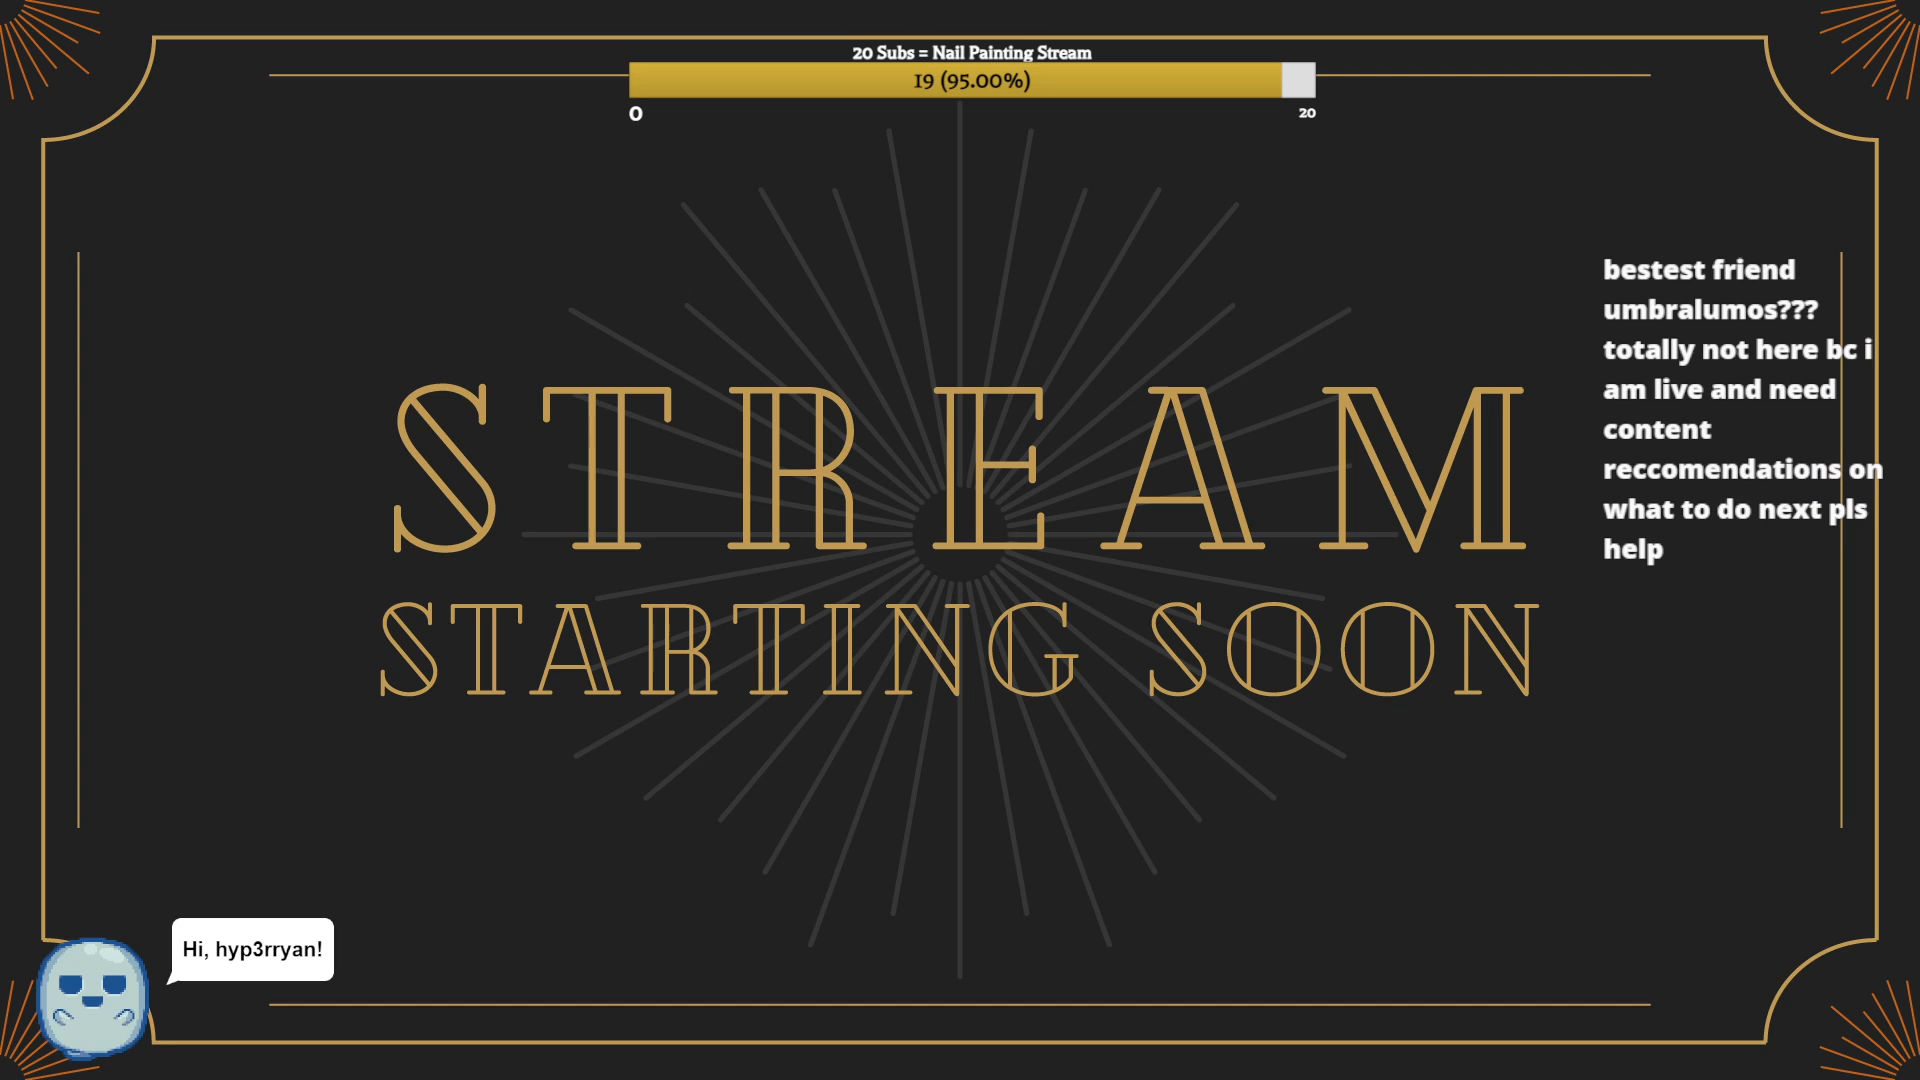 20 Subs = Nail Painting Stream
19 (95.00%)
0
20
bestest friend
umbralumos???
totally not here bc i
am live and need
content
reccomendations on
what to do next pls
help
STREAM
STARTING SOON
Hi, hyp3rryan!